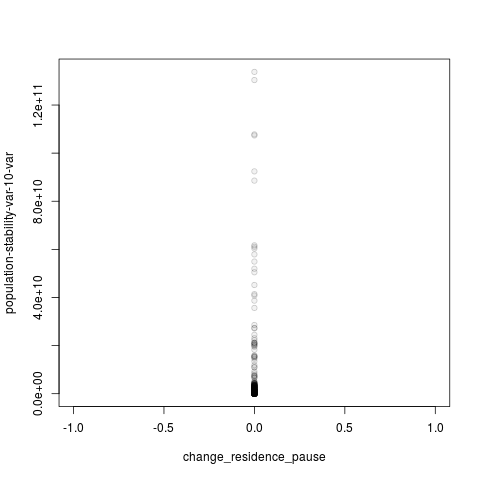 population-stability-var-10-var
1.2e+11
8.0e+10
4.0e+10
0.0e+00
-1.0
-0.5
0.0
0.5
1.0
change_residence_pause